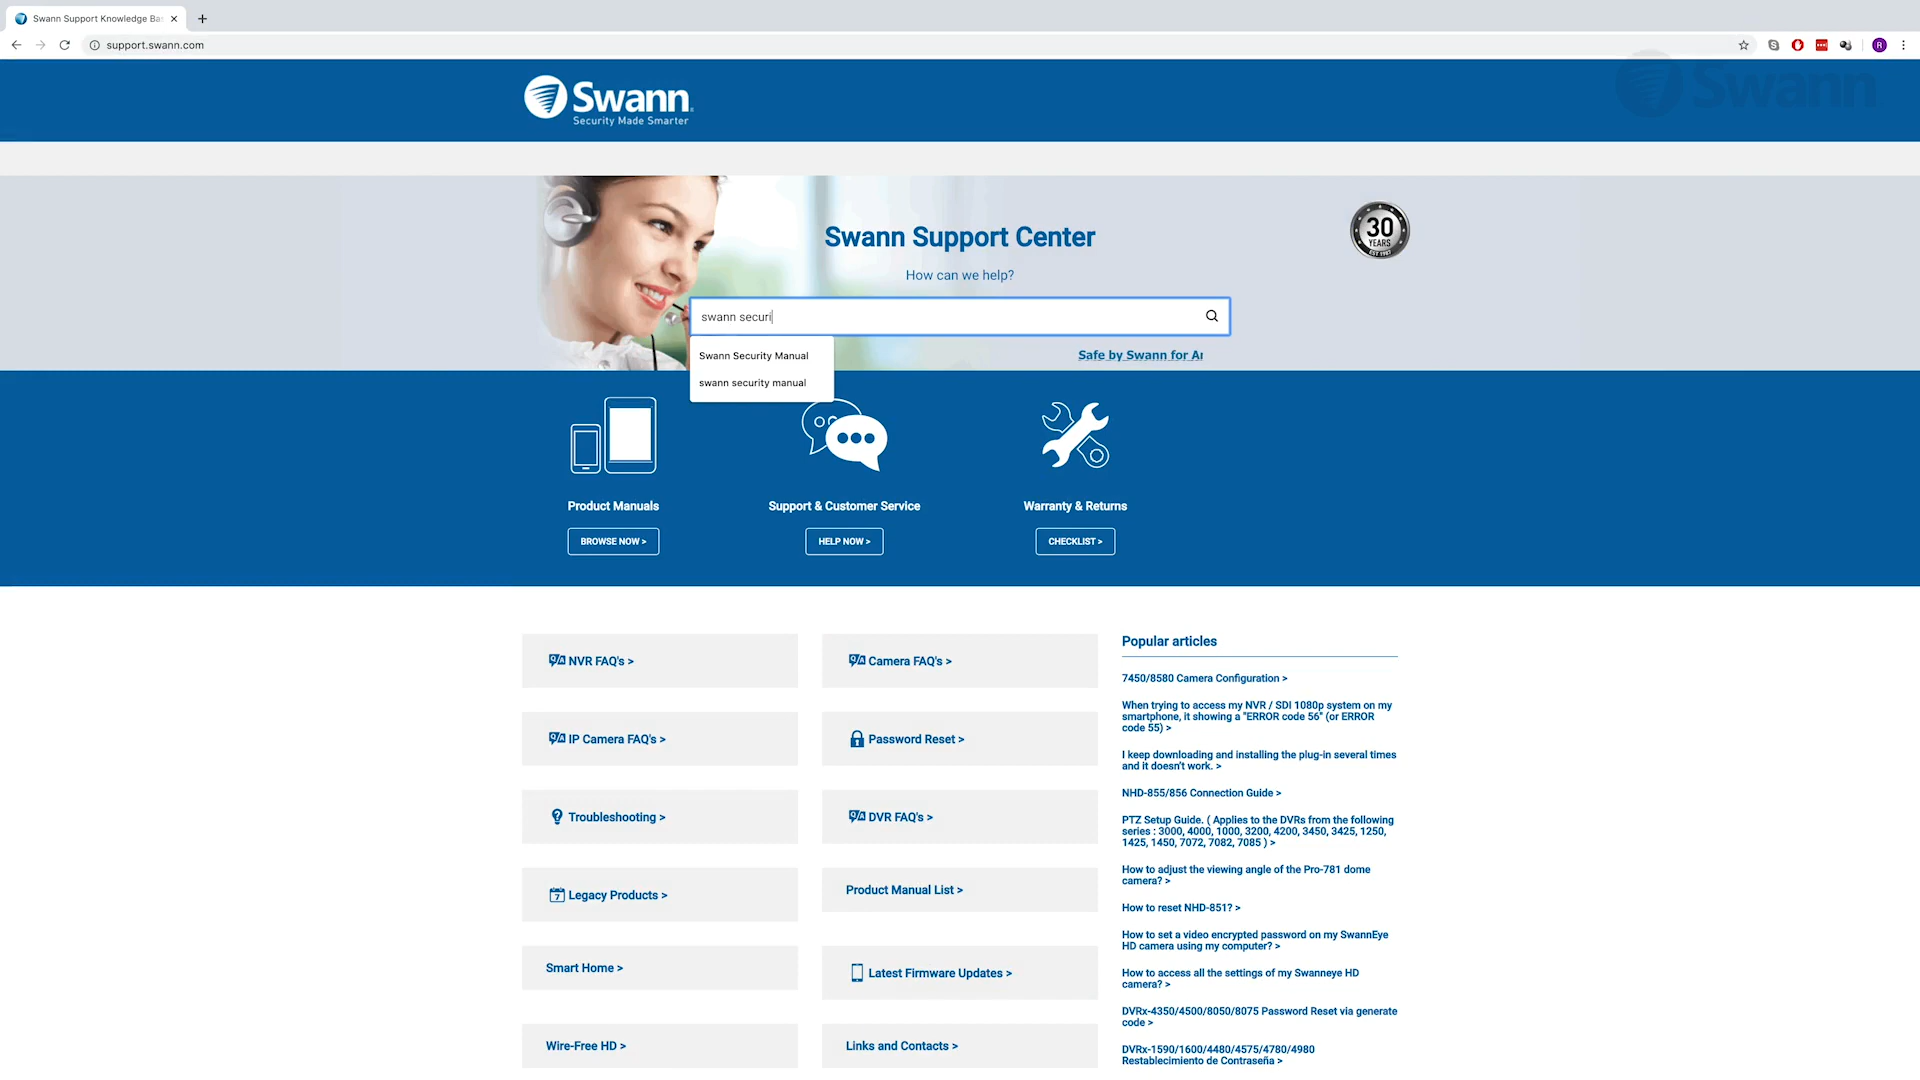 Swann Support Knowledge Ba
support.swann.com
R
Swann
Security Made Smarter
Swann
Swann Support Center
30
YEARS
EST 1987
How can we help?
swann securi
Safe by Swann for A
Swann Security Manual
swann security manual
Product Manuals
Support & Customer Service
Warranty & Returns
BROWSE NOW >
HELP NOW >
CHECKLIST >
NVR FAQ's >
Camera FAQ's >
IP Camera FAQ's >
Password Reset >
Troubleshooting >
DVR FAQ's >
7 Legacy Products >
Product Manual List >
Smart Home >
Latest Firmware Updates >
Wire-Free HD >
Links and Contacts >
Popular articles
7450/8580 Camera Configuration >
When trying to access my NVR / SDI 1080p system on my
smartphone, it showing a "ERROR code 56" (or ERROR
code 55) >
I keep downloading and installing the plug-in several times
and it doesn't work. >
NHD-855/856 Connection Guide >
PTZ Setup Guide. ( Applies to the DVRs from the following
series : 3000, 4000, 1000, 3200, 4200, 3450, 3425, 1250,
1425, 1450, 7072, 7082, 7085 ) >
How to adjust the viewing angle of the Pro-781 dome
camera? >
How to reset NHD-851? >
How to set a video encrypted password on my SwannEye
HD camera using my computer? >
How to access all the settings of my Swanneye HD
camera? >
DVRx-4350/4500/8050/8075 Password Reset via generate
code >
DVRx-1590/1600/4480/4575/4780/4980
Restablecimiento de Contraseña >